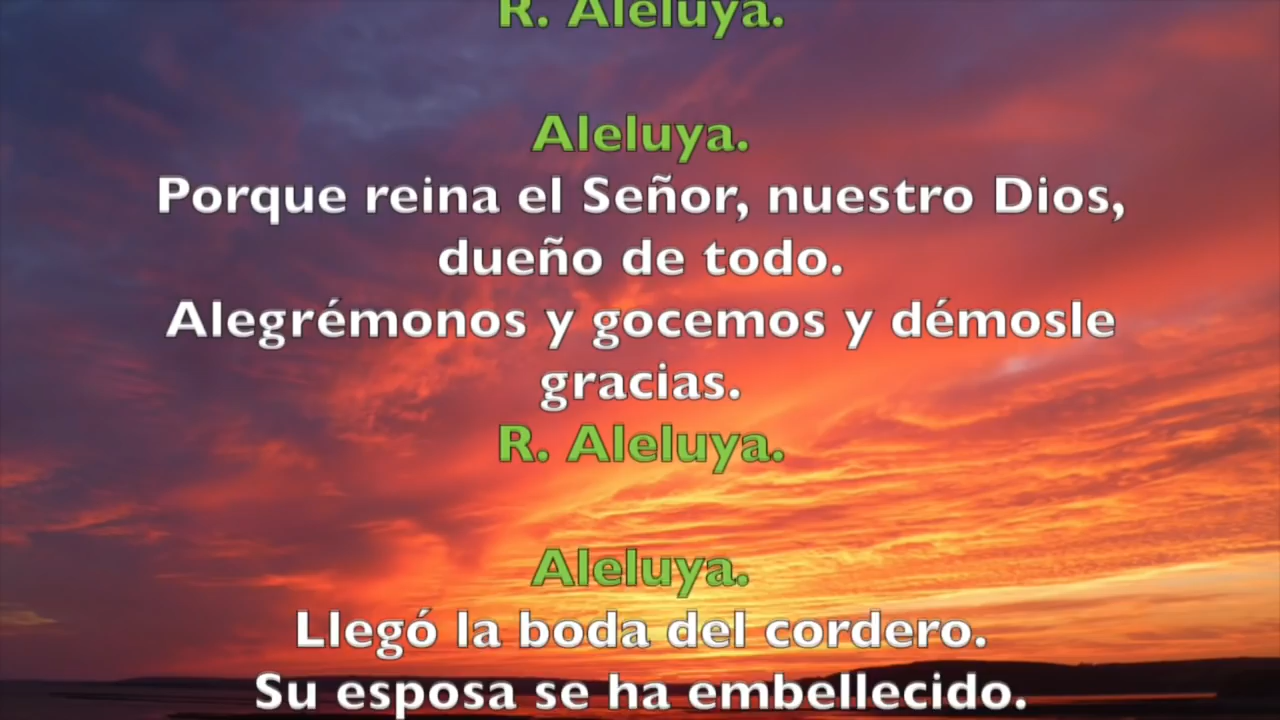 R. Aleluya.
Aleluya.
Porque reina el Señor, nuestro Dios,
dueño de todo.
Alegrémonos y gocemos y démosle
gracias.
R. Aleluya.
Aleluya.
Llegó la boda del cordero.
Su esposa se ha embellecido.